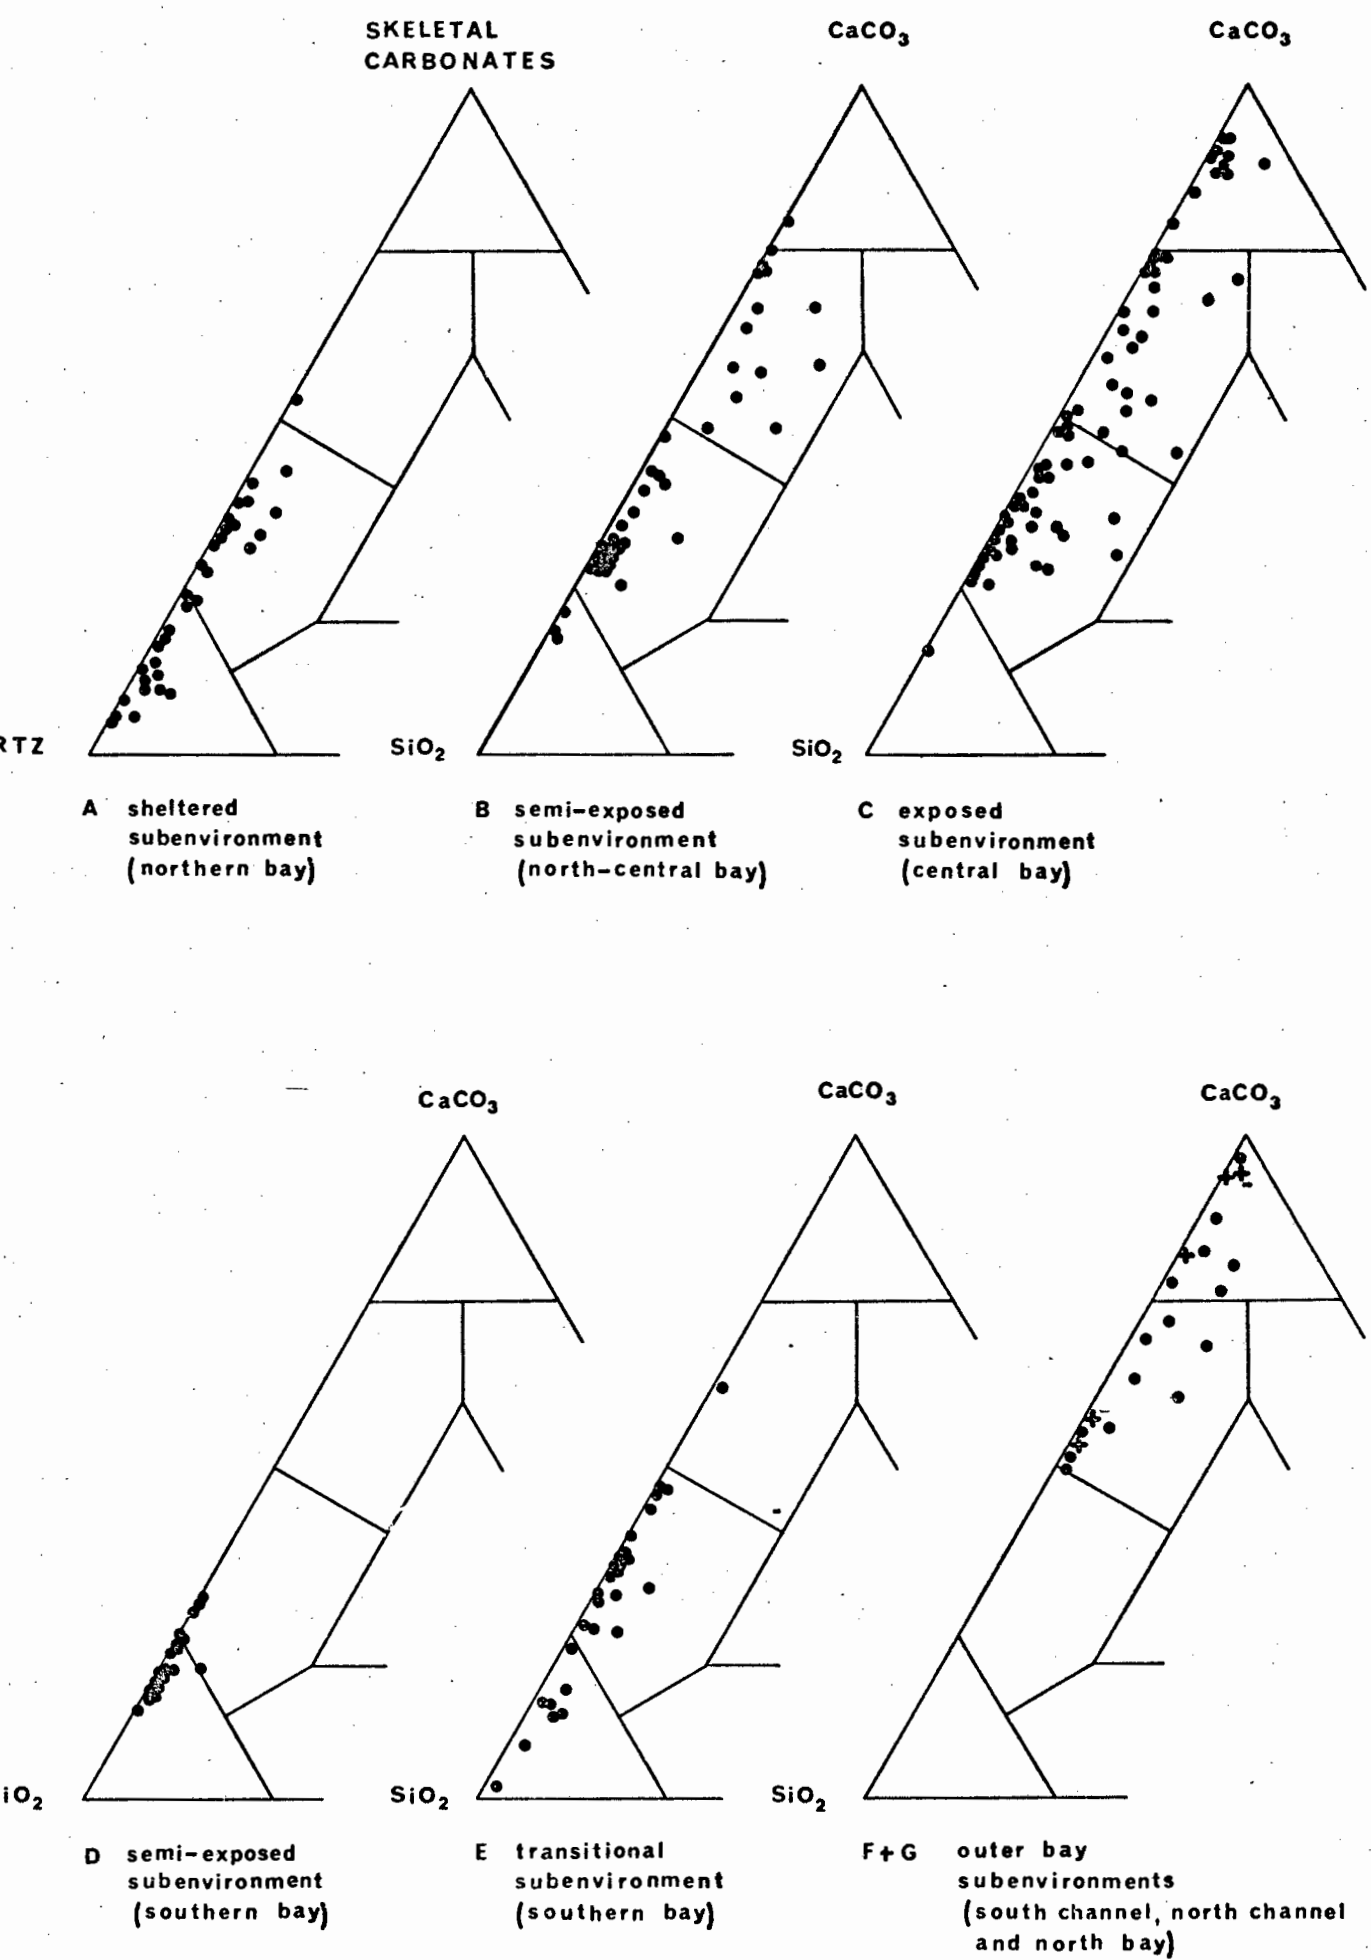 SKELETAL
CARBONATES
CaCO₃
CaCO₃
RTZ
SiO₂
SiO₂
A sheltered
subenvironment
(northern bay)
B semi-exposed
subenvironment
(north-central bay)
C exposed
subenvironment
(central bay)
CaCO₃
CaCO₃
CaCO₃
iO₂
SiO₂
SiO₂
D semi-exposed
subenvironment
(southern bay)
E transitional
subenvironment
(southern bay)
F+G outer bay
subenvironments
(south channel, north channel
and north bay)